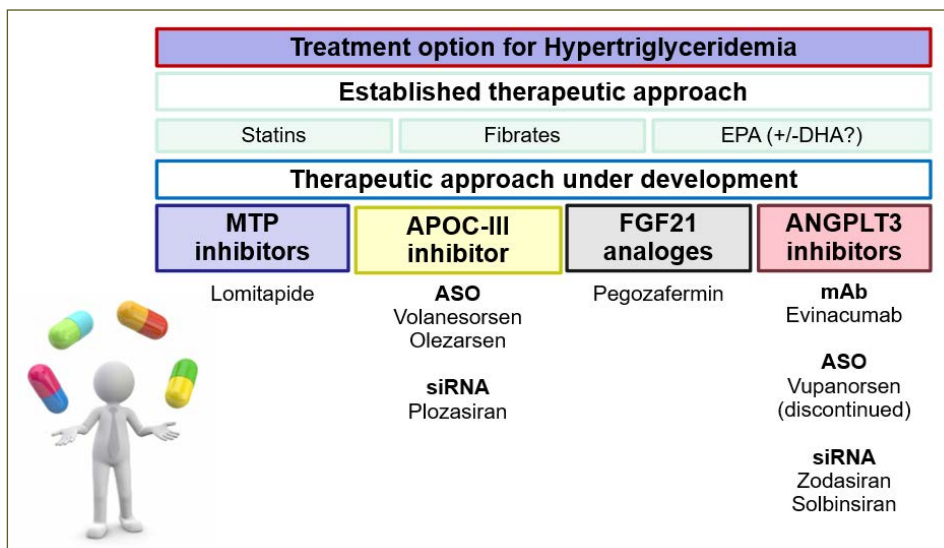 Treatment option for Hypertriglyceridemia
Established therapeutic approach
Statins
Fibrates
EPA (+/-DHA?)
Therapeutic approach under development
MTP
inhibitors
APOC-III
inhibitor
FGF21
analoges
ANGPLT3
inhibitors
Lomitapide
ASO
Volanesorsen
Olezarsen
siRNA
Plozasiran
Pegozafermin
mAb
Evinacumab
ASO
Vupanorsen
(discontinued)
siRNA
Zodasiran
Solbinsiran